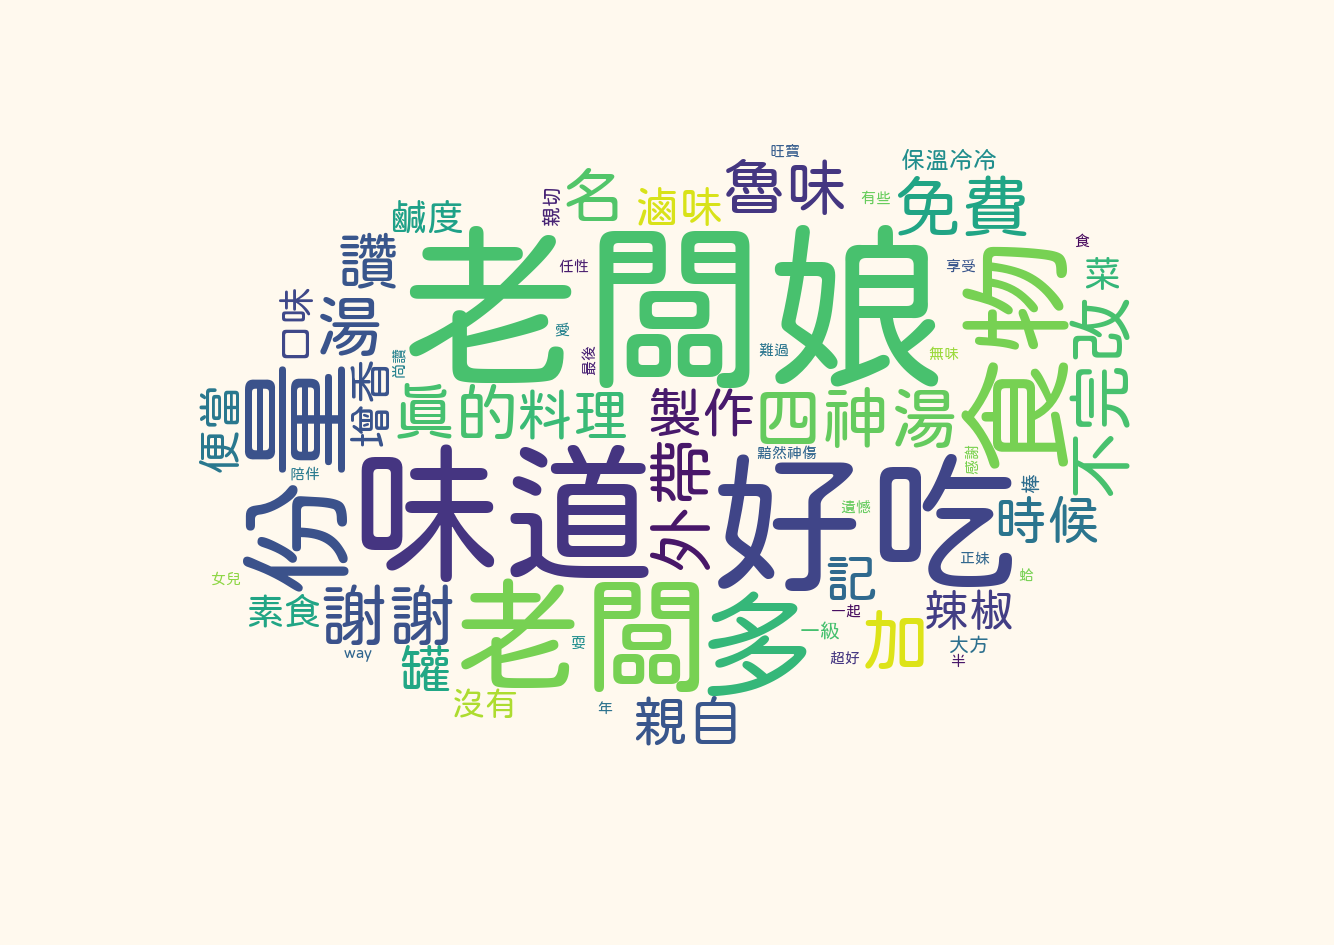 旺寶
保溫冷冷
魯味
名
滷味
免費
親切
有些
鹹度
老闆娘
讚
食物
食
任性
享受
菜
口味
湯
愛
難過
無味
改
最後
增香
份量
便當
眞的料理
製作
四神湯
不完
黯然神傷
感謝
陪伴
味道
外帶
好吃
棒
遺憾
時候
女兒
正妹
蛤
記
素食
謝謝
老闆
多
一起
一級
加
辣椒
大方
半
超好
耍
way
罐
沒有
年
親自